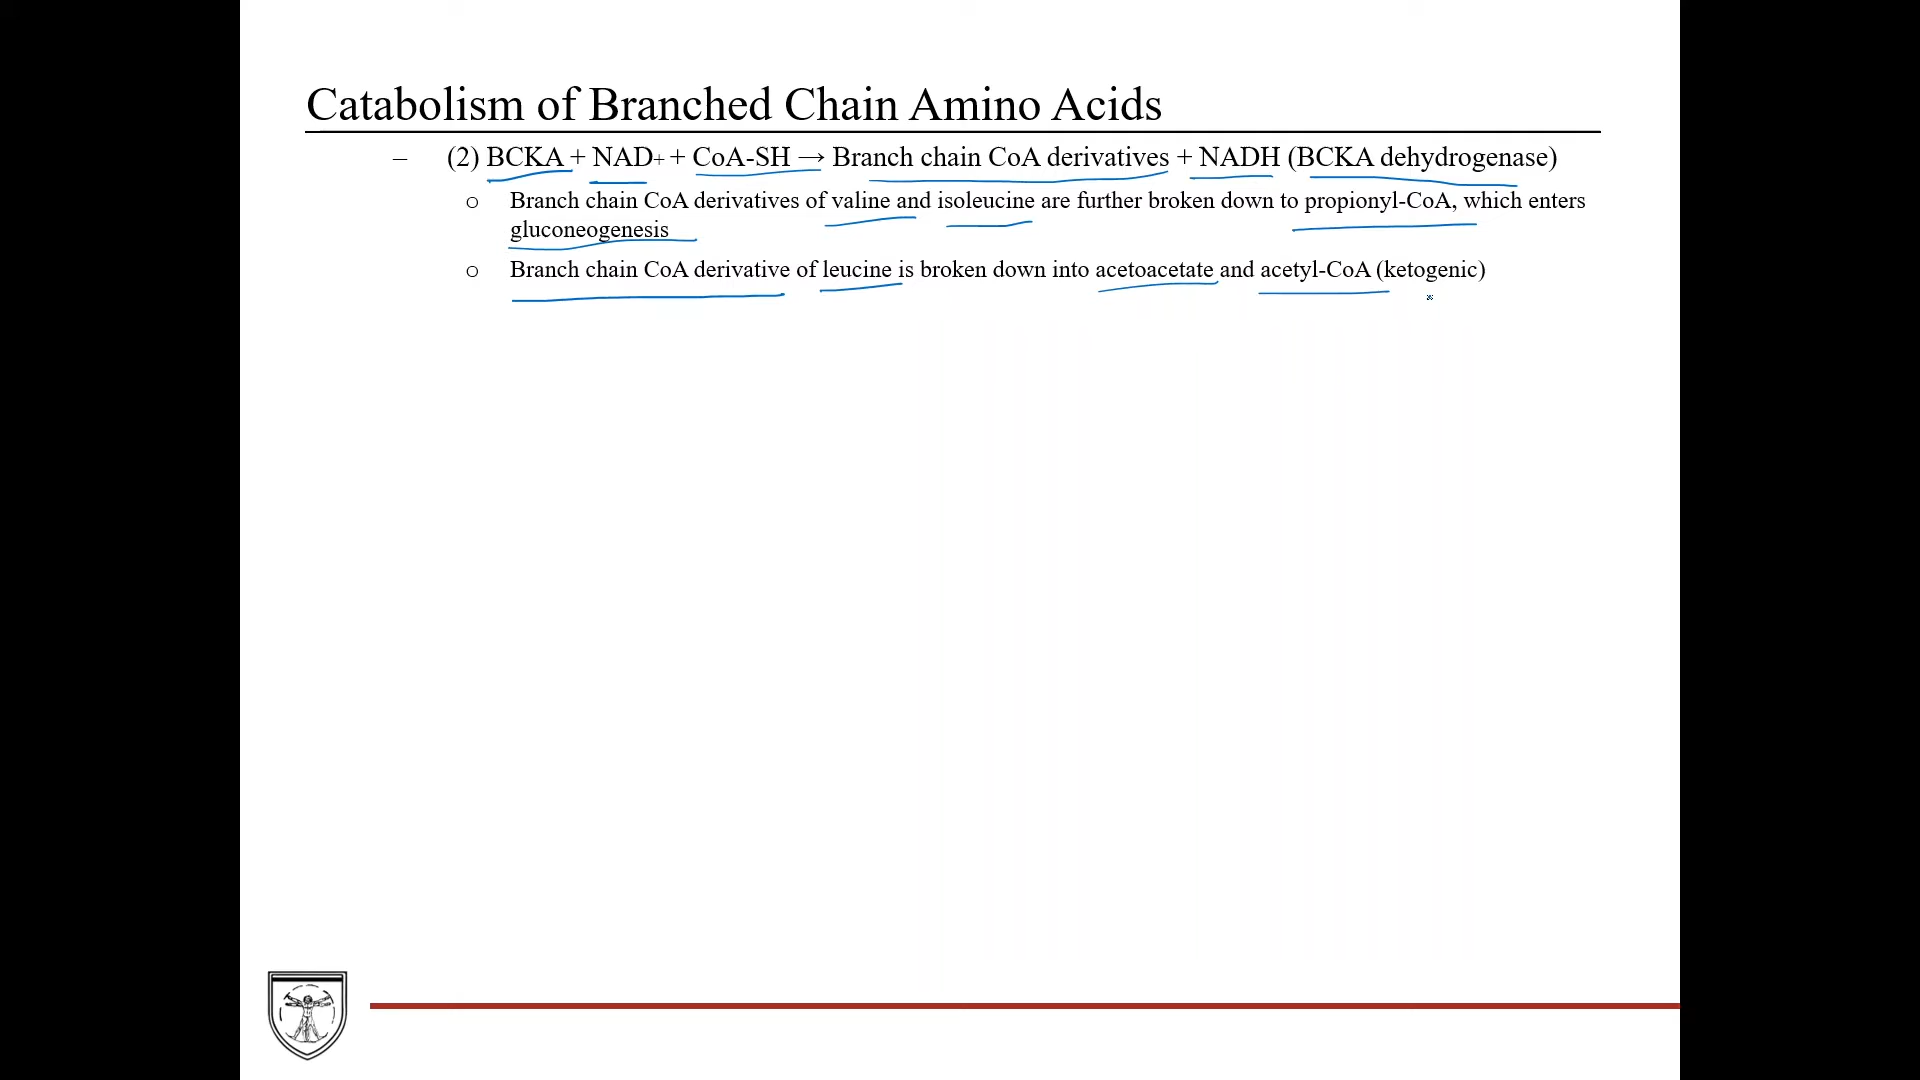 Catabolism of Branched Chain Amino Acids
– (2) BCKA + NAD+ + CoA-SH → Branch chain CoA derivatives + NADH (BCKA dehydrogenase)
o Branch chain CoA derivatives of valine and isoleucine are further broken down to propionyl-CoA, which enters
gluconeogenesis
o Branch chain CoA derivative of leucine is broken down into acetoacetate and acetyl-CoA (ketogenic)